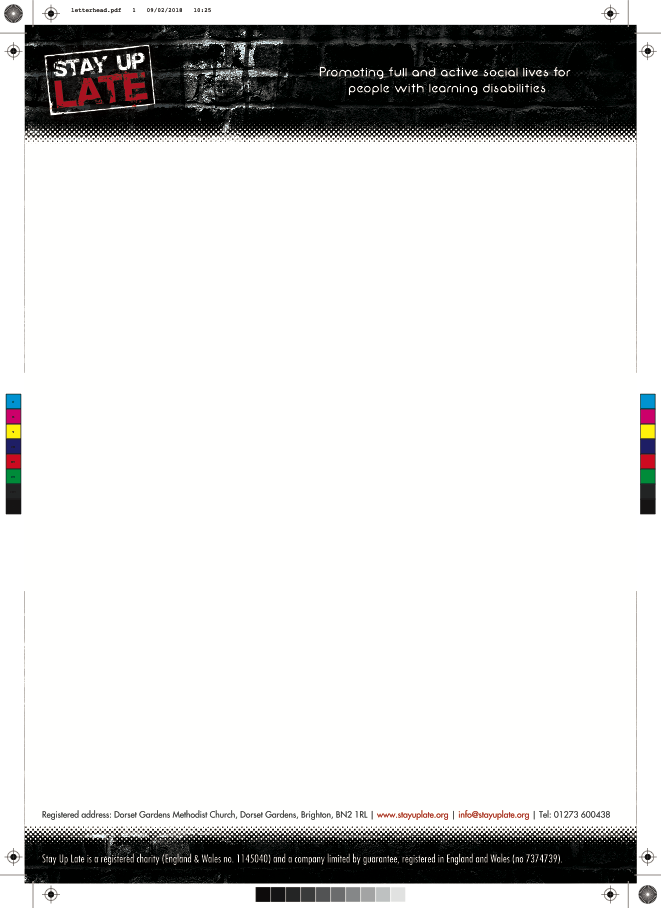 letterhead.pdf 1 09/02/2018 10:25
STAY UP
LATE
Promoting full and active social lives for
people with learning disabilities
Registered address: Dorset Gardens Methodist Church, Dorset Gardens, Brighton, BN2 1RL | www.stayuplate.org | info@stayuplate.org | Tel: 01273 600438
Stay Up Late is a registered charity (England & Wales no. 1145040) and a company limited by guarantee, registered in England and Wales (no 7374739).